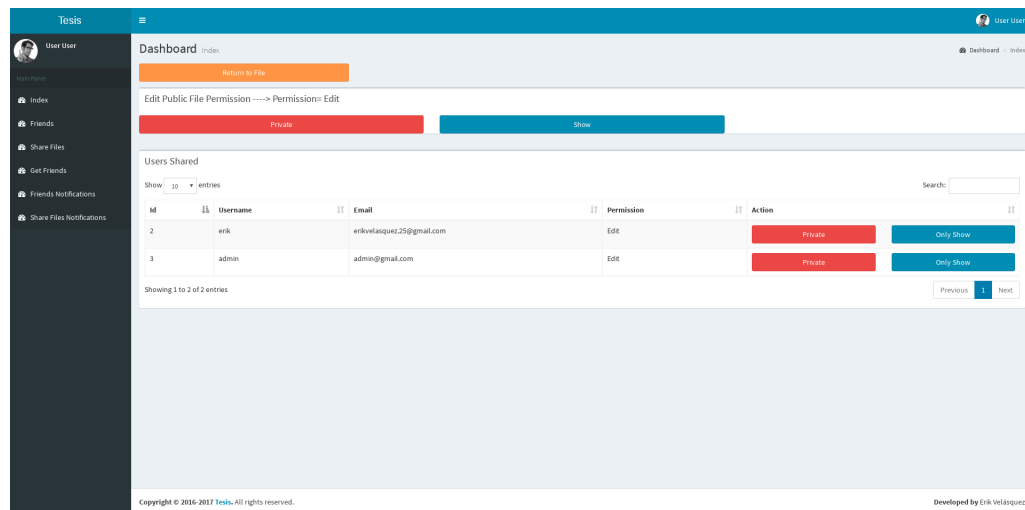 Tesis
User User
User User
Dashboard Index
Dashboard > Index
Main Panel
Return to File
Index
Edit Public File Permission ----> Permission= Edit
Friends
Private Show
Share Files
Users Shared
Get Friends
Show 10 entries Search:
Friends Notifications
Id Username Email Permission Action
Share Files Notifications
2 erik erikvelasquez.25@gmail.com Edit Private Only Show
3 admin admin@gmail.com Edit Private Only Show
Showing 1 to 2 of 2 entries Previous 1 Next
Copyright © 2016-2017 Tesis. All rights reserved. Developed by Erik Velásquez